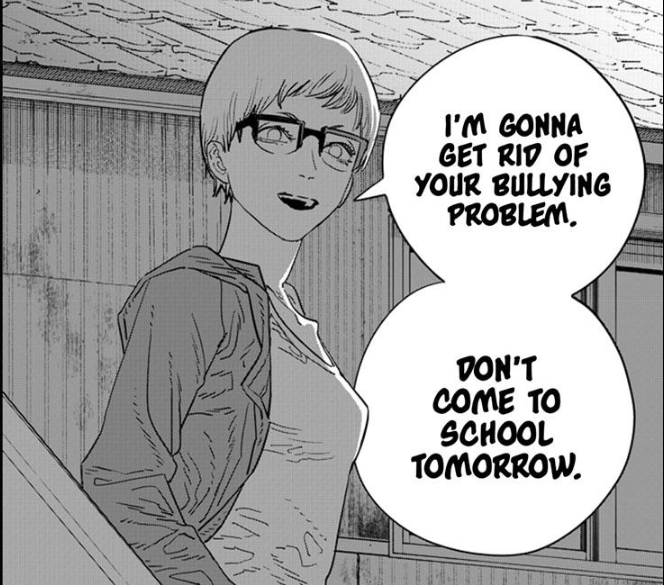 I'M GONNA
GET RID OF
YOUR BULLYING
PROBLEM.
DON'T
COME TO
SCHOOL
TOMORROW.